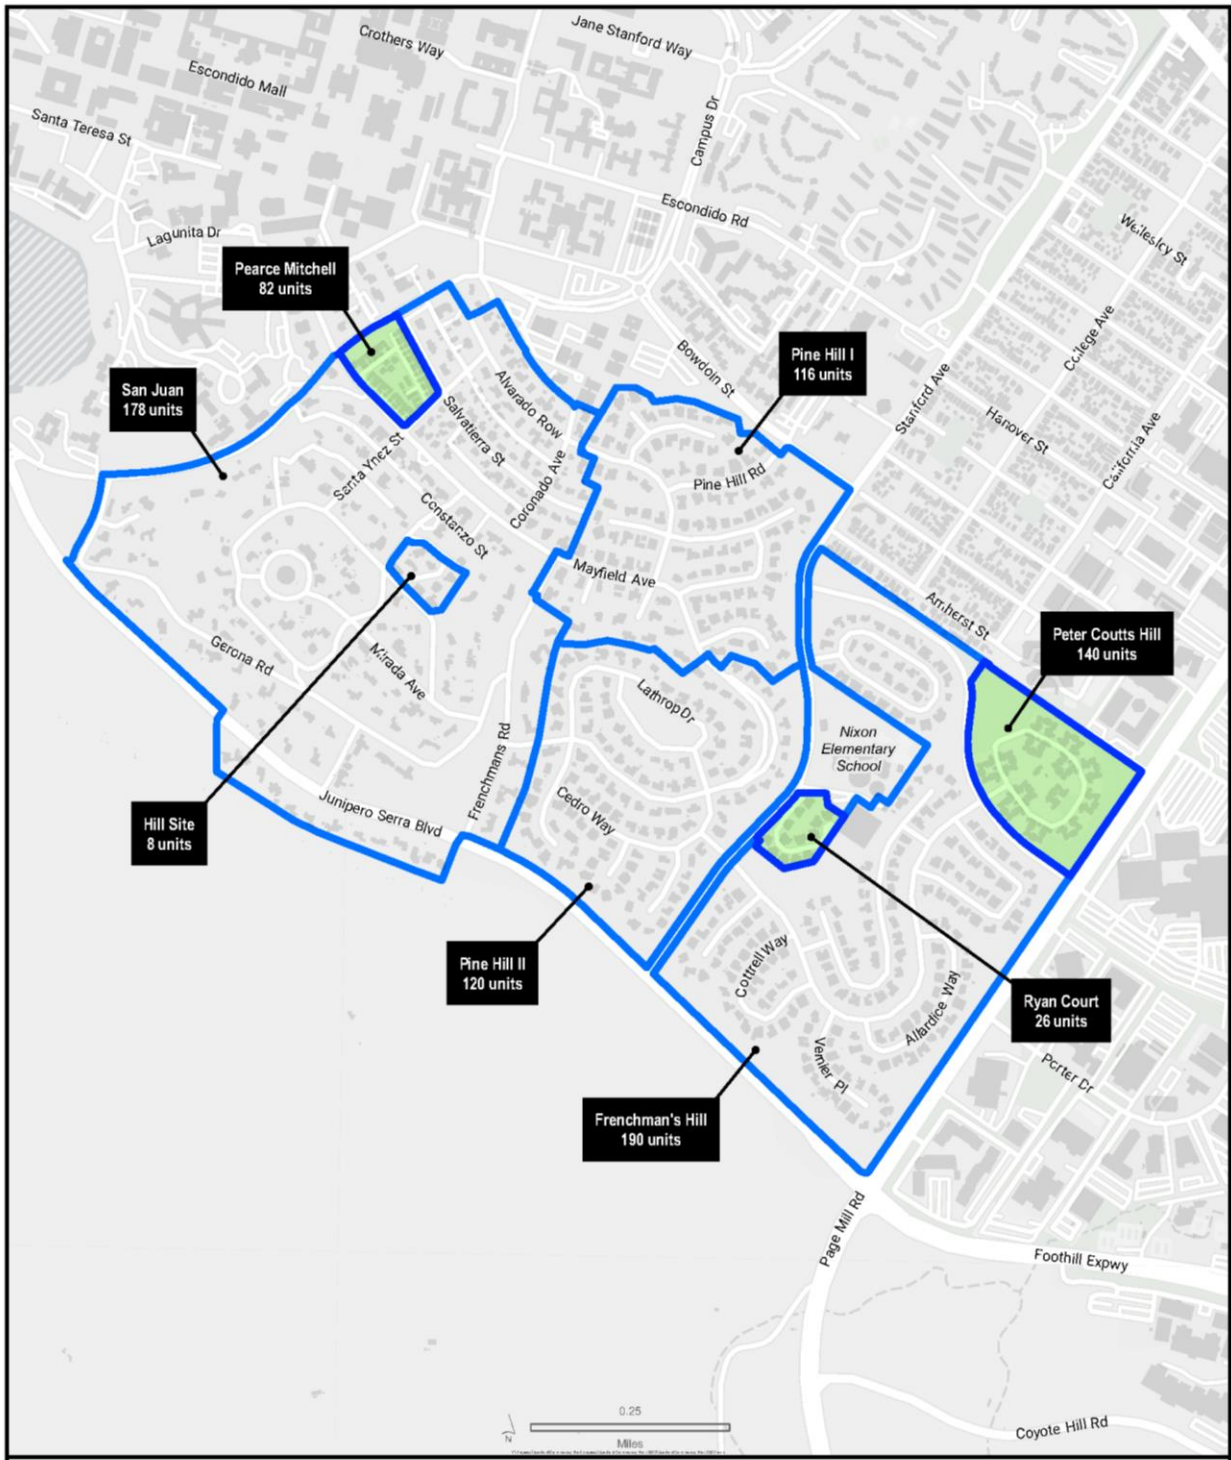 Jane Stanford Way
Crothers Way
Escondido Mall
Santa Teresa St
Campus Dr
Escondido Rd
Wellesley St
Lagunita Dr
Pearce Mitchell
82 units
College Ave
Bowdoin St
Pine Hill I
116 units
San Juan
178 units
Alvarado Row
Stanford Ave
Hanover St
California Ave
Salvatierra St
Santa Ynez St
Pine Hill Rd
Coronado Ave
Constanzo St
Mayfield Ave
Amherst St
Peter Coutts Hill
140 units
Gerona Rd
Mirada Ave
Lathrop Dr
Nixon
Elementary
School
Frenchmans Rd
Junipero Serra Blvd
Cedro Way
Hill Site
8 units
Pine Hill II
120 units
Cottrell Way
Allardice Way
Ryan Court
26 units
Vernier Pl
Porter Dr
Frenchman's Hill
190 units
Page Mill Rd
Foothill Expwy
Coyote Hill Rd
0.25
Miles
N